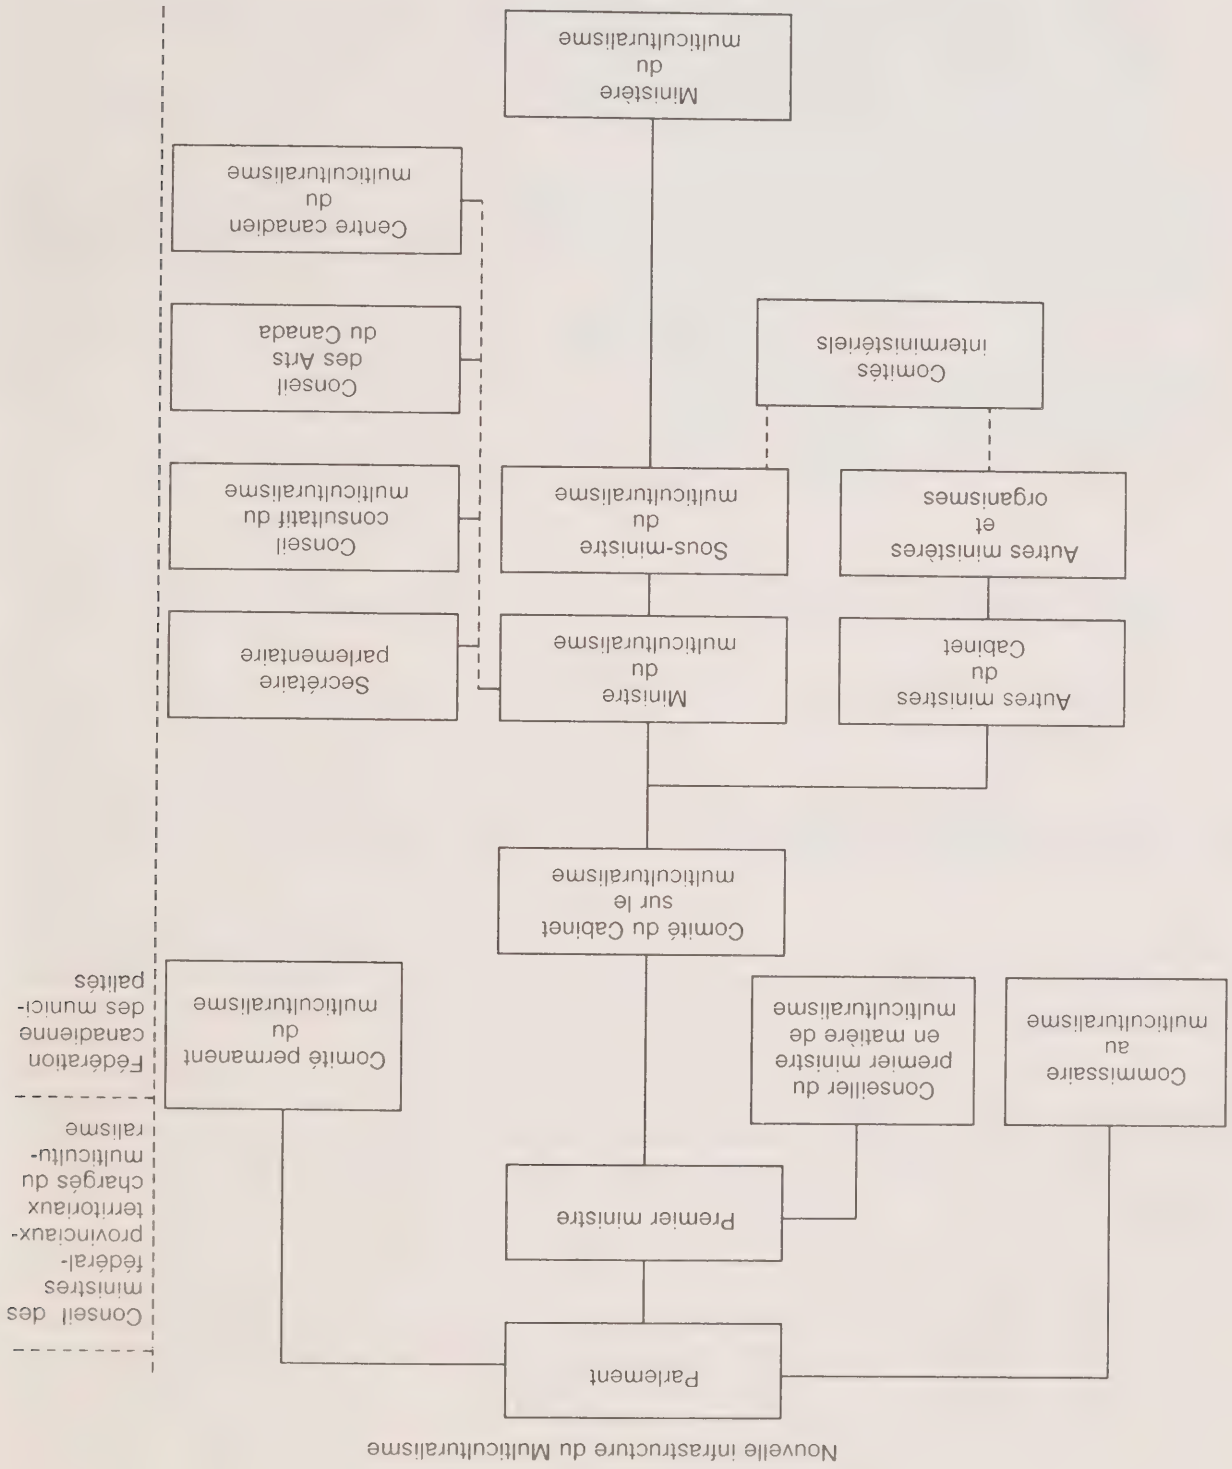 Nouvelle infrastructure du Multiculturalisme
Parlement
Conseil des
ministres
fédéral-
provinciaux-
territoriaux
chargés du
multicultu-
ralisme
Premier ministre
Commissaire
au
multiculturalisme
Conseiller du
premier ministre
en matière de
multiculturalisme
Comité permanent
du
multiculturalisme
Fédération
canadienne
des munici-
palités
Comité du Cabinet
sur le
multiculturalisme
Autres ministres
du
Cabinet
Ministre
du
multiculturalisme
Secrétaire
parlementaire
Autres ministères
et
organismes
Sous-ministre
du
multiculturalisme
Conseil
consultatif du
multiculturalisme
Comités
interministériels
Conseil
des Arts
du Canada
Centre canadien
du
multiculturalisme
Ministère
du
multiculturalisme